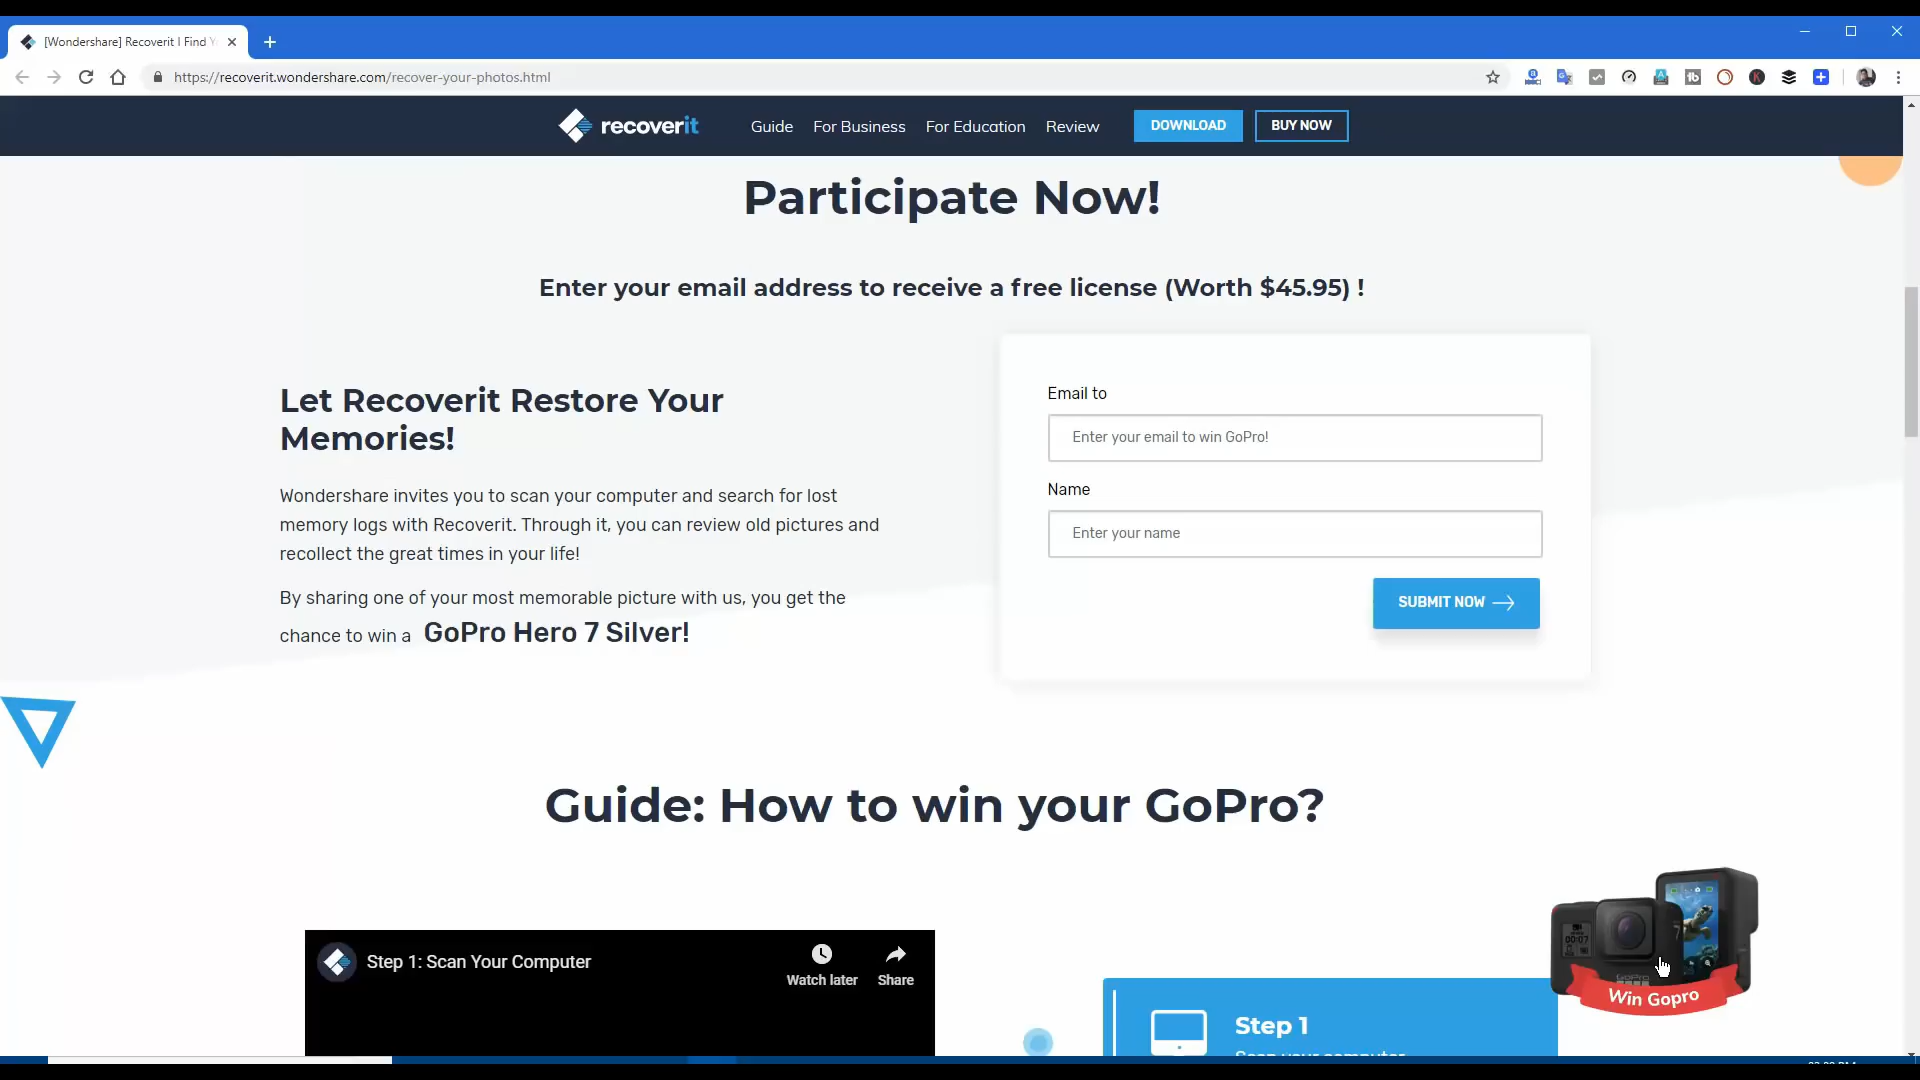 [Wondershare] Recoverit I Find Y
https://recoverit.wondershare.com/recover-your-photos.html
recoverit
Guide
For Business
For Education
Review
DOWNLOAD
BUY NOW
Participate Now!
Enter your email address to receive a free license (Worth $45.95) !
Let Recoverit Restore Your
Memories!
Wondershare invites you to scan your computer and search for lost
memory logs with Recoverit. Through it, you can review old pictures and
recollect the great times in your life!
By sharing one of your most memorable picture with us, you get the
chance to win a GoPro Hero 7 Silver!
Email to
Enter your email to win GoPro!
Name
Enter your name
SUBMIT NOW
Guide: How to win your GoPro?
Step 1: Scan Your Computer
Watch later
Share
Step 1
Scan your computer
GoPro
Win Gopro